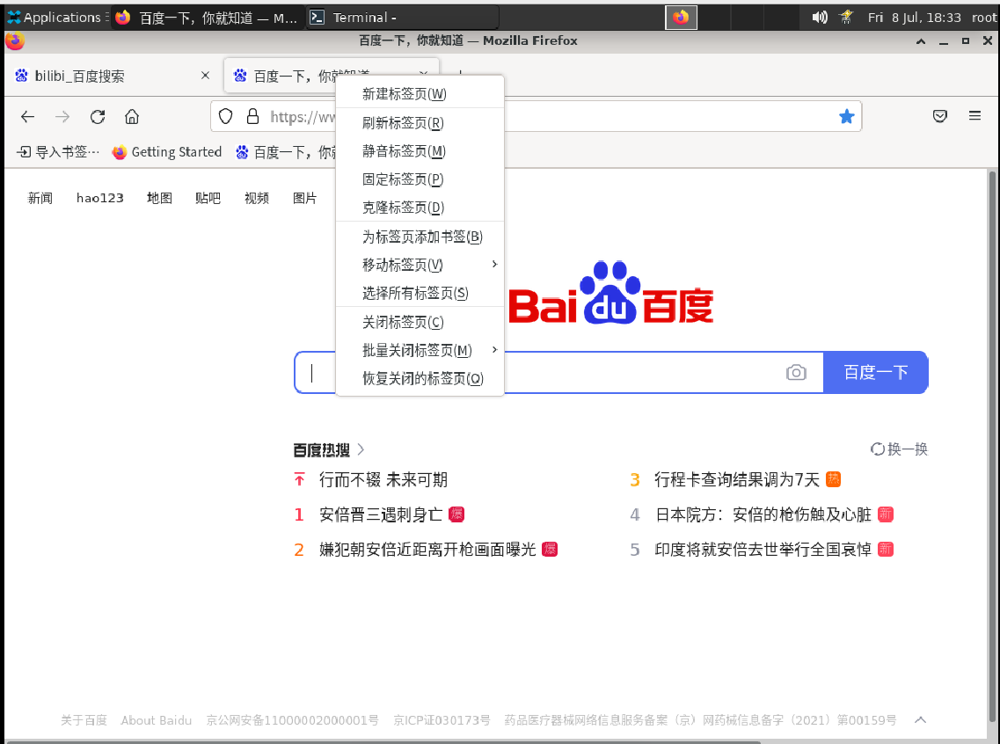 Applications
百度一下，你就知道 — M...
Terminal -
Fri 8 Jul, 18:33
root
百度一下，你就知道 — Mozilla Firefox
bilibi_百度搜索
百度一下，你就知道
https://ww
导入书签…
Getting Started
百度一下，你就
新建标签页(W)
刷新标签页(R)
静音标签页(M)
固定标签页(P)
克隆标签页(D)
为标签页添加书签(B)
移动标签页(V)
选择所有标签页(S)
关闭标签页(C)
批量关闭标签页(M)
恢复关闭的标签页(O)
新闻 hao123 地图 贴吧 视频 图片
Bai du 百度
百度一下
百度热搜
换一换
行而不辍 未来可期
1 安倍晋三遇刺身亡 爆
2 嫌犯朝安倍近距离开枪画面曝光 爆
3 行程卡查询结果调为7天 热
4 日本院方：安倍的枪伤触及心脏 新
5 印度将就安倍去世举行全国哀悼 新
关于百度 About Baidu 京公网安备11000002000001号 京ICP证030173号 药品医疗器械网络信息服务备案（京）网药械信息备字（2021）第00159号